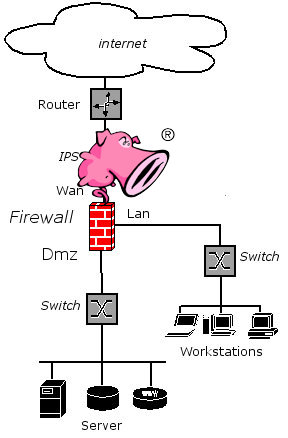 internet
Router
®
IPS
Wan
Lan
Firewall
Dmz
Switch
Switch
Workstations
Server